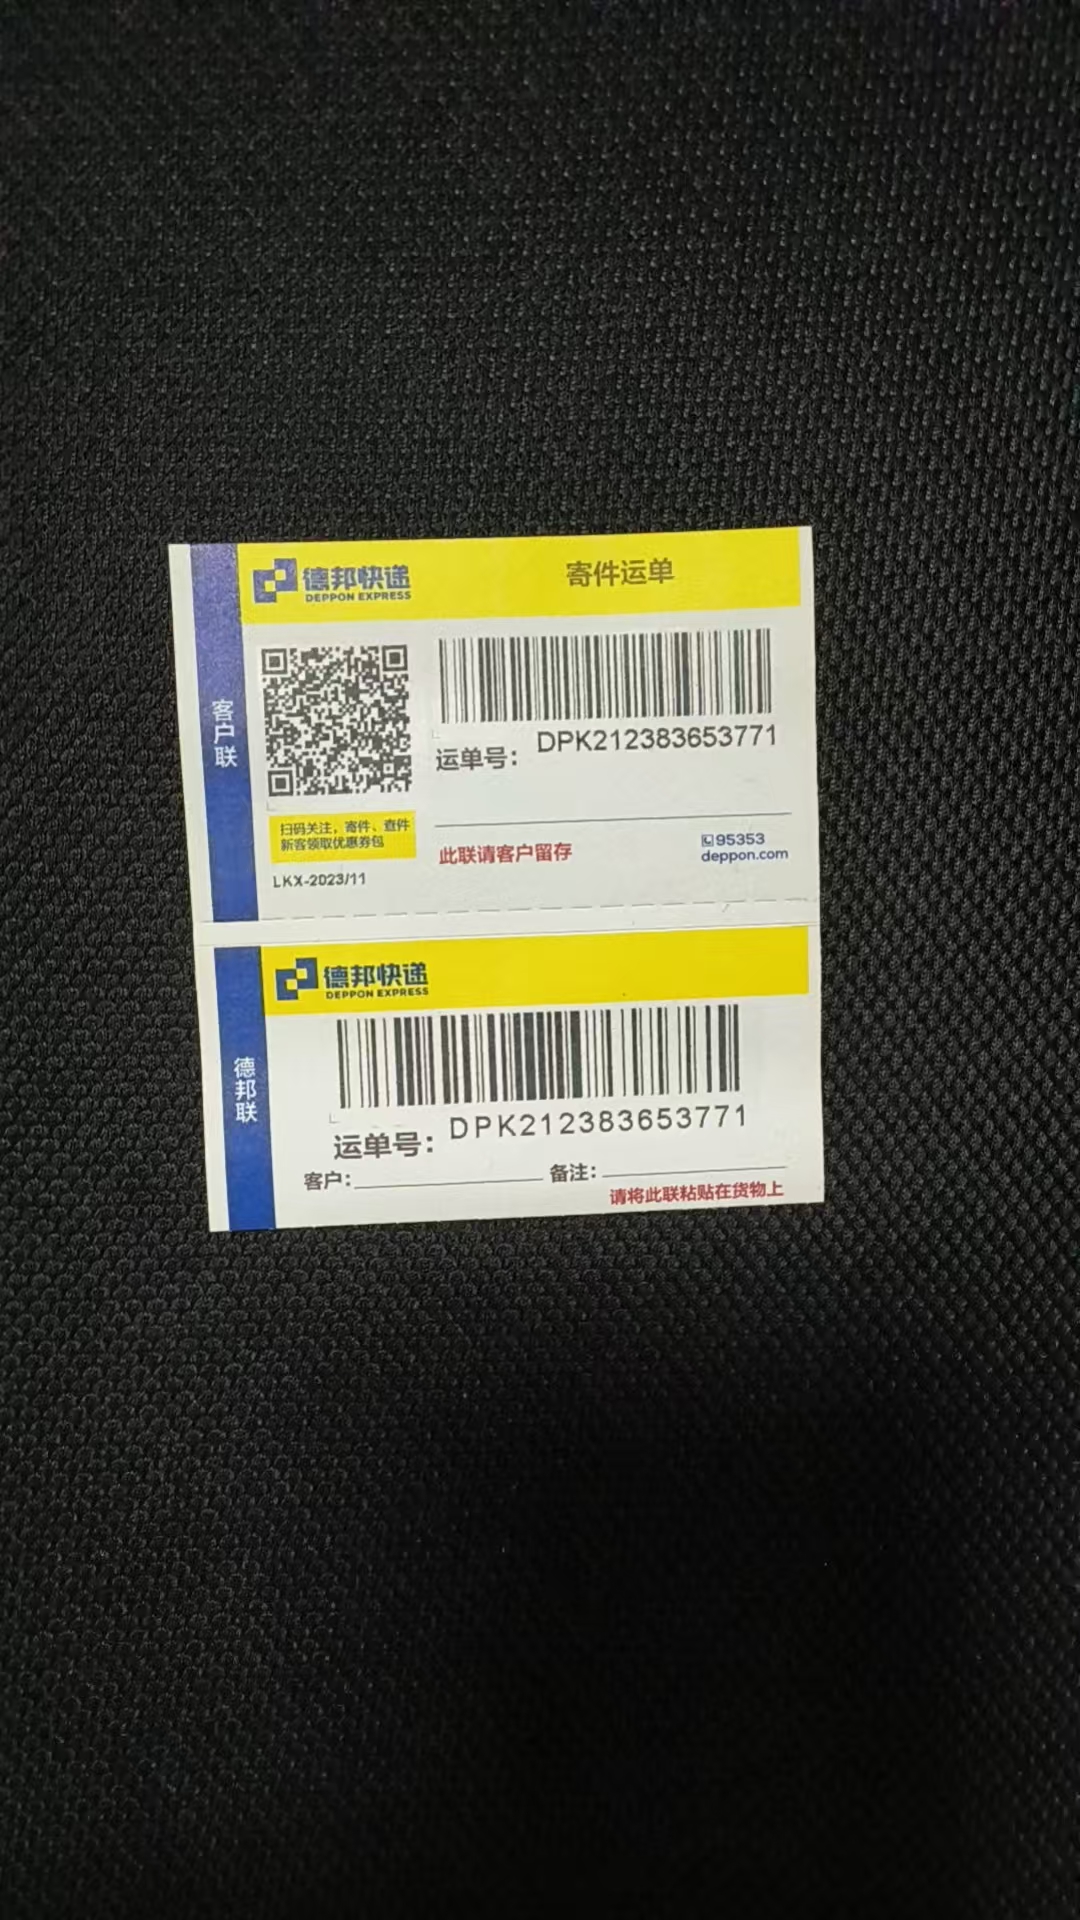 德邦快递
DEPPON EXPRESS
寄件运单
客户联
运单号：
DPK212383653771
扫码关注，寄件、查件
新客领取优惠券包
此联请客户留存
95353
deppon.com
LKX-2023/11
德邦快递
DEPPON EXPRESS
德邦联
运单号：
DPK212383653771
客户：
备注：
请将此联粘贴在货物上